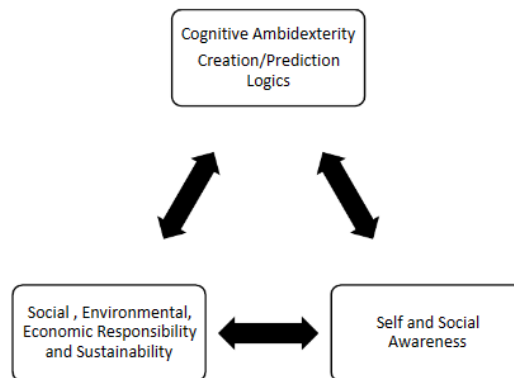 Cognitive Ambidexterity
Creation/Prediction
Logics
Social , Environmental,
Economic Responsibility
and Sustainability
Self and Social
Awareness